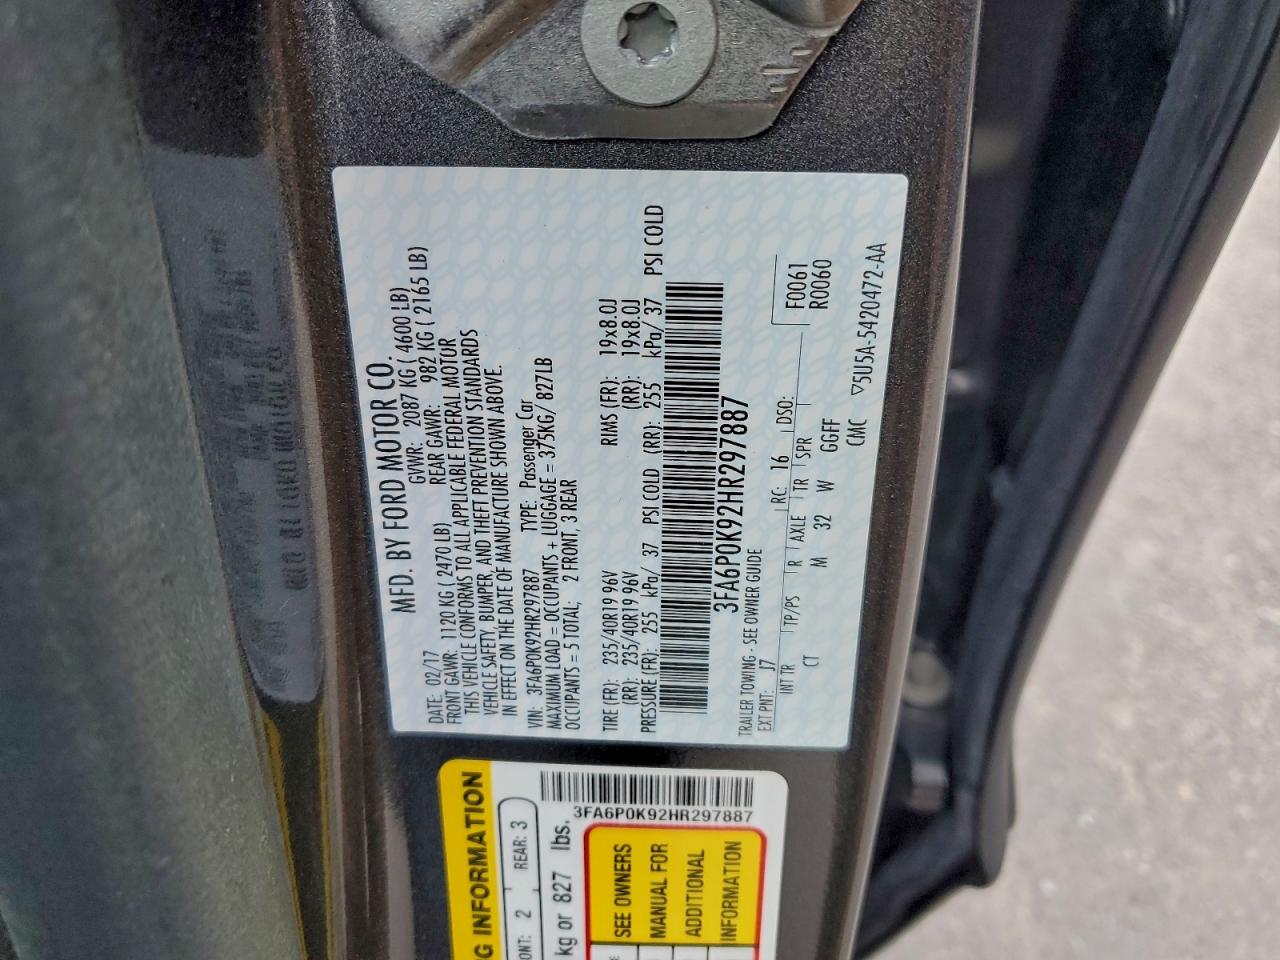 MFD. BY FORD MOTOR CO.
DATE: 02/17 GVWR: 2087 KG ( 4600 LB)
FRONT GAWR: 1120 KG ( 2470 LB) REAR GAWR: 982 KG ( 2165 LB)
THIS VEHICLE CONFORMS TO ALL APPLICABLE FEDERAL MOTOR
VEHICLE SAFETY, BUMPER, AND THEFT PREVENTION STANDARDS
IN EFFECT ON THE DATE OF MANUFACTURE SHOWN ABOVE.
VIN: 3FA6P0K92HR297887 TYPE: Passenger Car
MAXIMUM LOAD = OCCUPANTS + LUGGAGE = 375KG/ 827LB
OCCUPANTS = 5 TOTAL; 2 FRONT, 3 REAR
TIRE (FR): 235/40R19 96V RIMS (FR): 19x8.0J
(RR): 235/40R19 96V (RR): 19x8.0J
PRESSURE (FR): 255 kPa/ 37 PSI COLD (RR): 255 kPa/ 37 PSI COLD
3FA6P0K92HR297887
TRAILER TOWING - SEE OWNER GUIDE
EXT PNT: J7 RC: 16 DSO: F0061
R0060
INT TR TP/PS R AXLE TR SPR
CT M 32 W GGFF
CMC ▽5U5A-5420472-AA
G INFORMATION
ONT: 2 REAR: 3
kg or 827 lbs.
3FA6P0K92HR297887
SEE OWNERS
MANUAL FOR
ADDITIONAL
INFORMATION